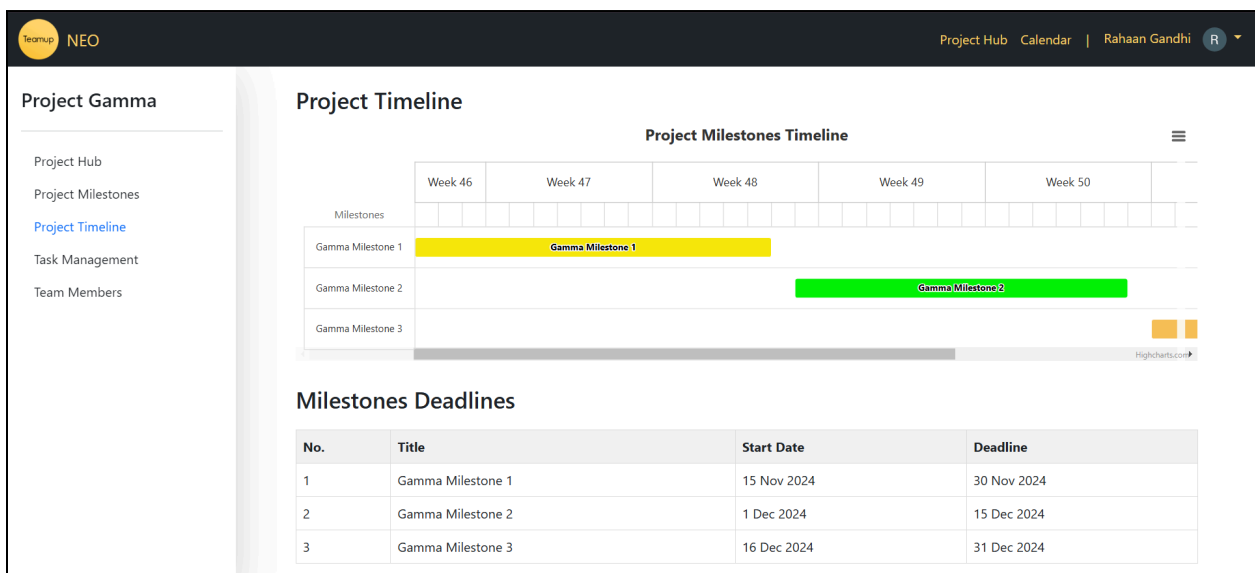 Teamup NEO Project Hub Calendar | Rahaan Gandhi R
Project Gamma
Project Hub
Project Milestones
Project Timeline
Task Management
Team Members
Project Timeline
Project Milestones Timeline
Week 46 Week 47 Week 48 Week 49 Week 50
Milestones
Gamma Milestone 1 Gamma Milestone 1
Gamma Milestone 2 Gamma Milestone 2
Gamma Milestone 3
Highcharts.com
Milestones Deadlines
No. Title Start Date Deadline
1 Gamma Milestone 1 15 Nov 2024 30 Nov 2024
2 Gamma Milestone 2 1 Dec 2024 15 Dec 2024
3 Gamma Milestone 3 16 Dec 2024 31 Dec 2024